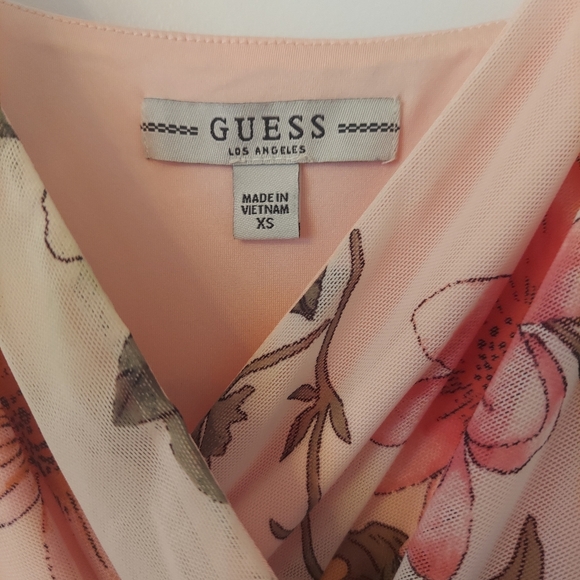 GUESS
LOS ANGELES
MADE IN
VIETNAM
XS